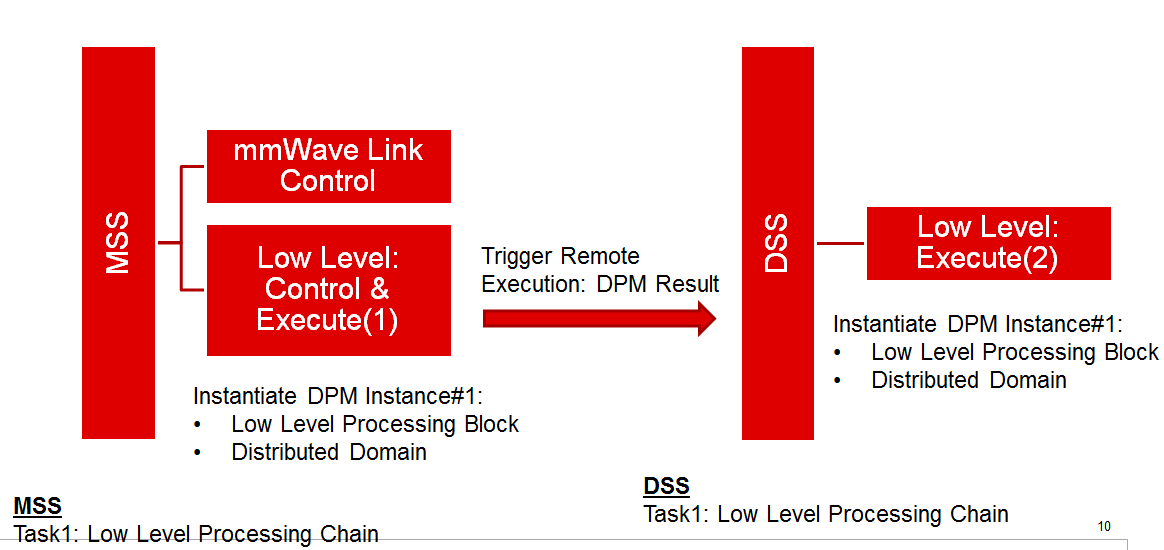 MSS
mmWave Link
Control
Low Level:
Control &
Execute(1)
Instantiate DPM Instance#1:
• Low Level Processing Block
• Distributed Domain
Trigger Remote
Execution: DPM Result
DSS
Low Level:
Execute(2)
Instantiate DPM Instance#1:
• Low Level Processing Block
• Distributed Domain
MSS
Task1: Low Level Processing Chain
DSS
Task1: Low Level Processing Chain
10